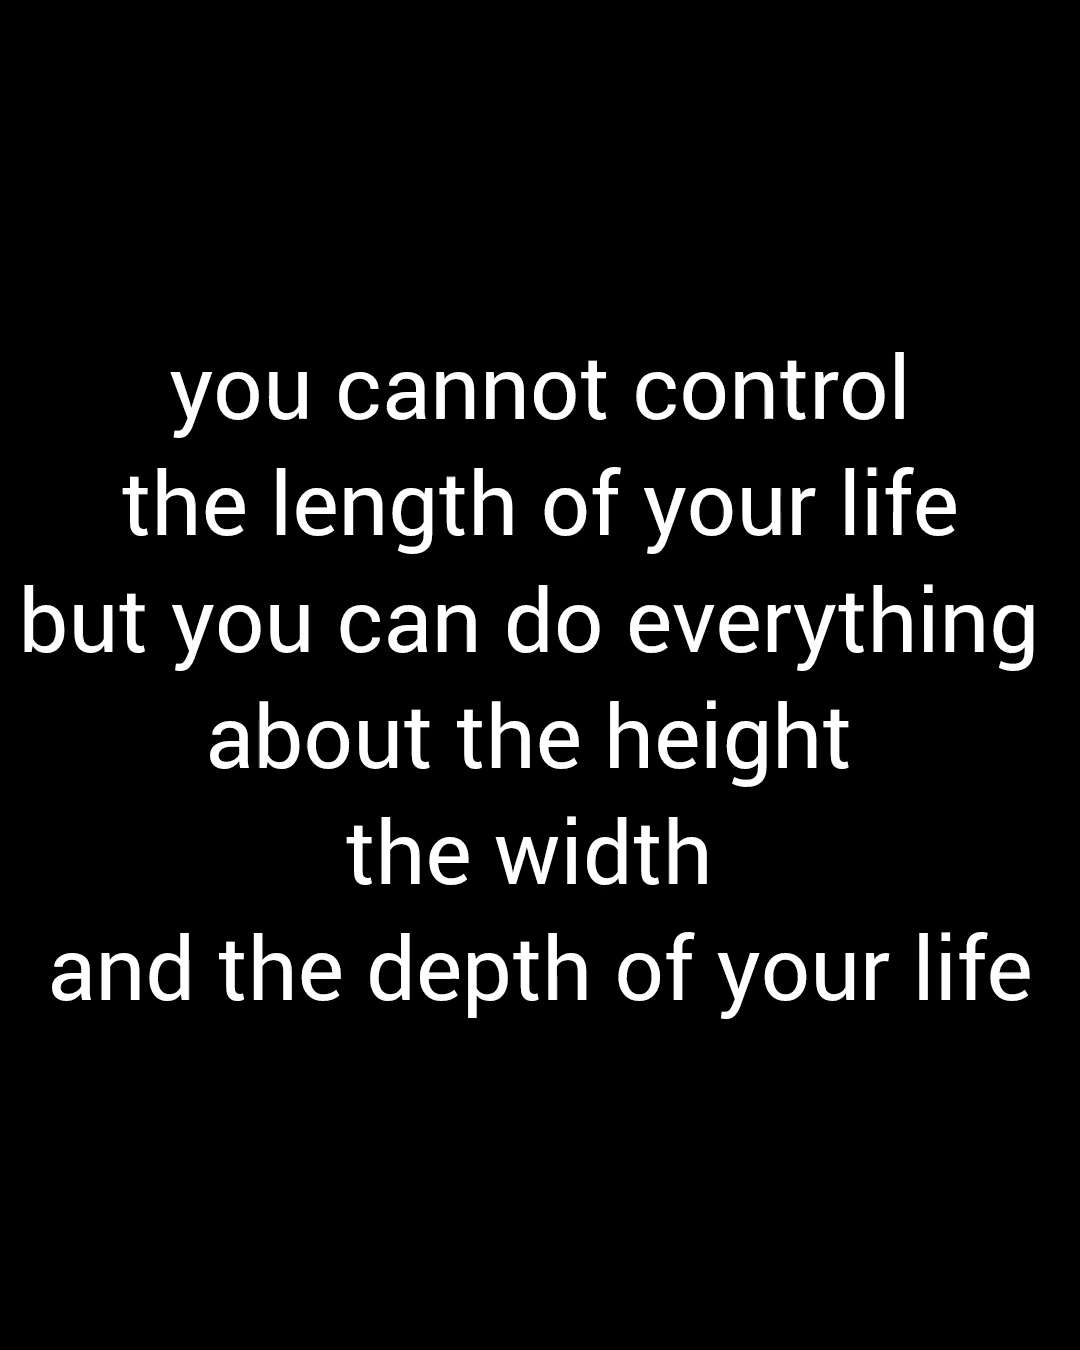 you cannot control
the length of your life
but you can do everything
about the height
the width
and the depth of your life